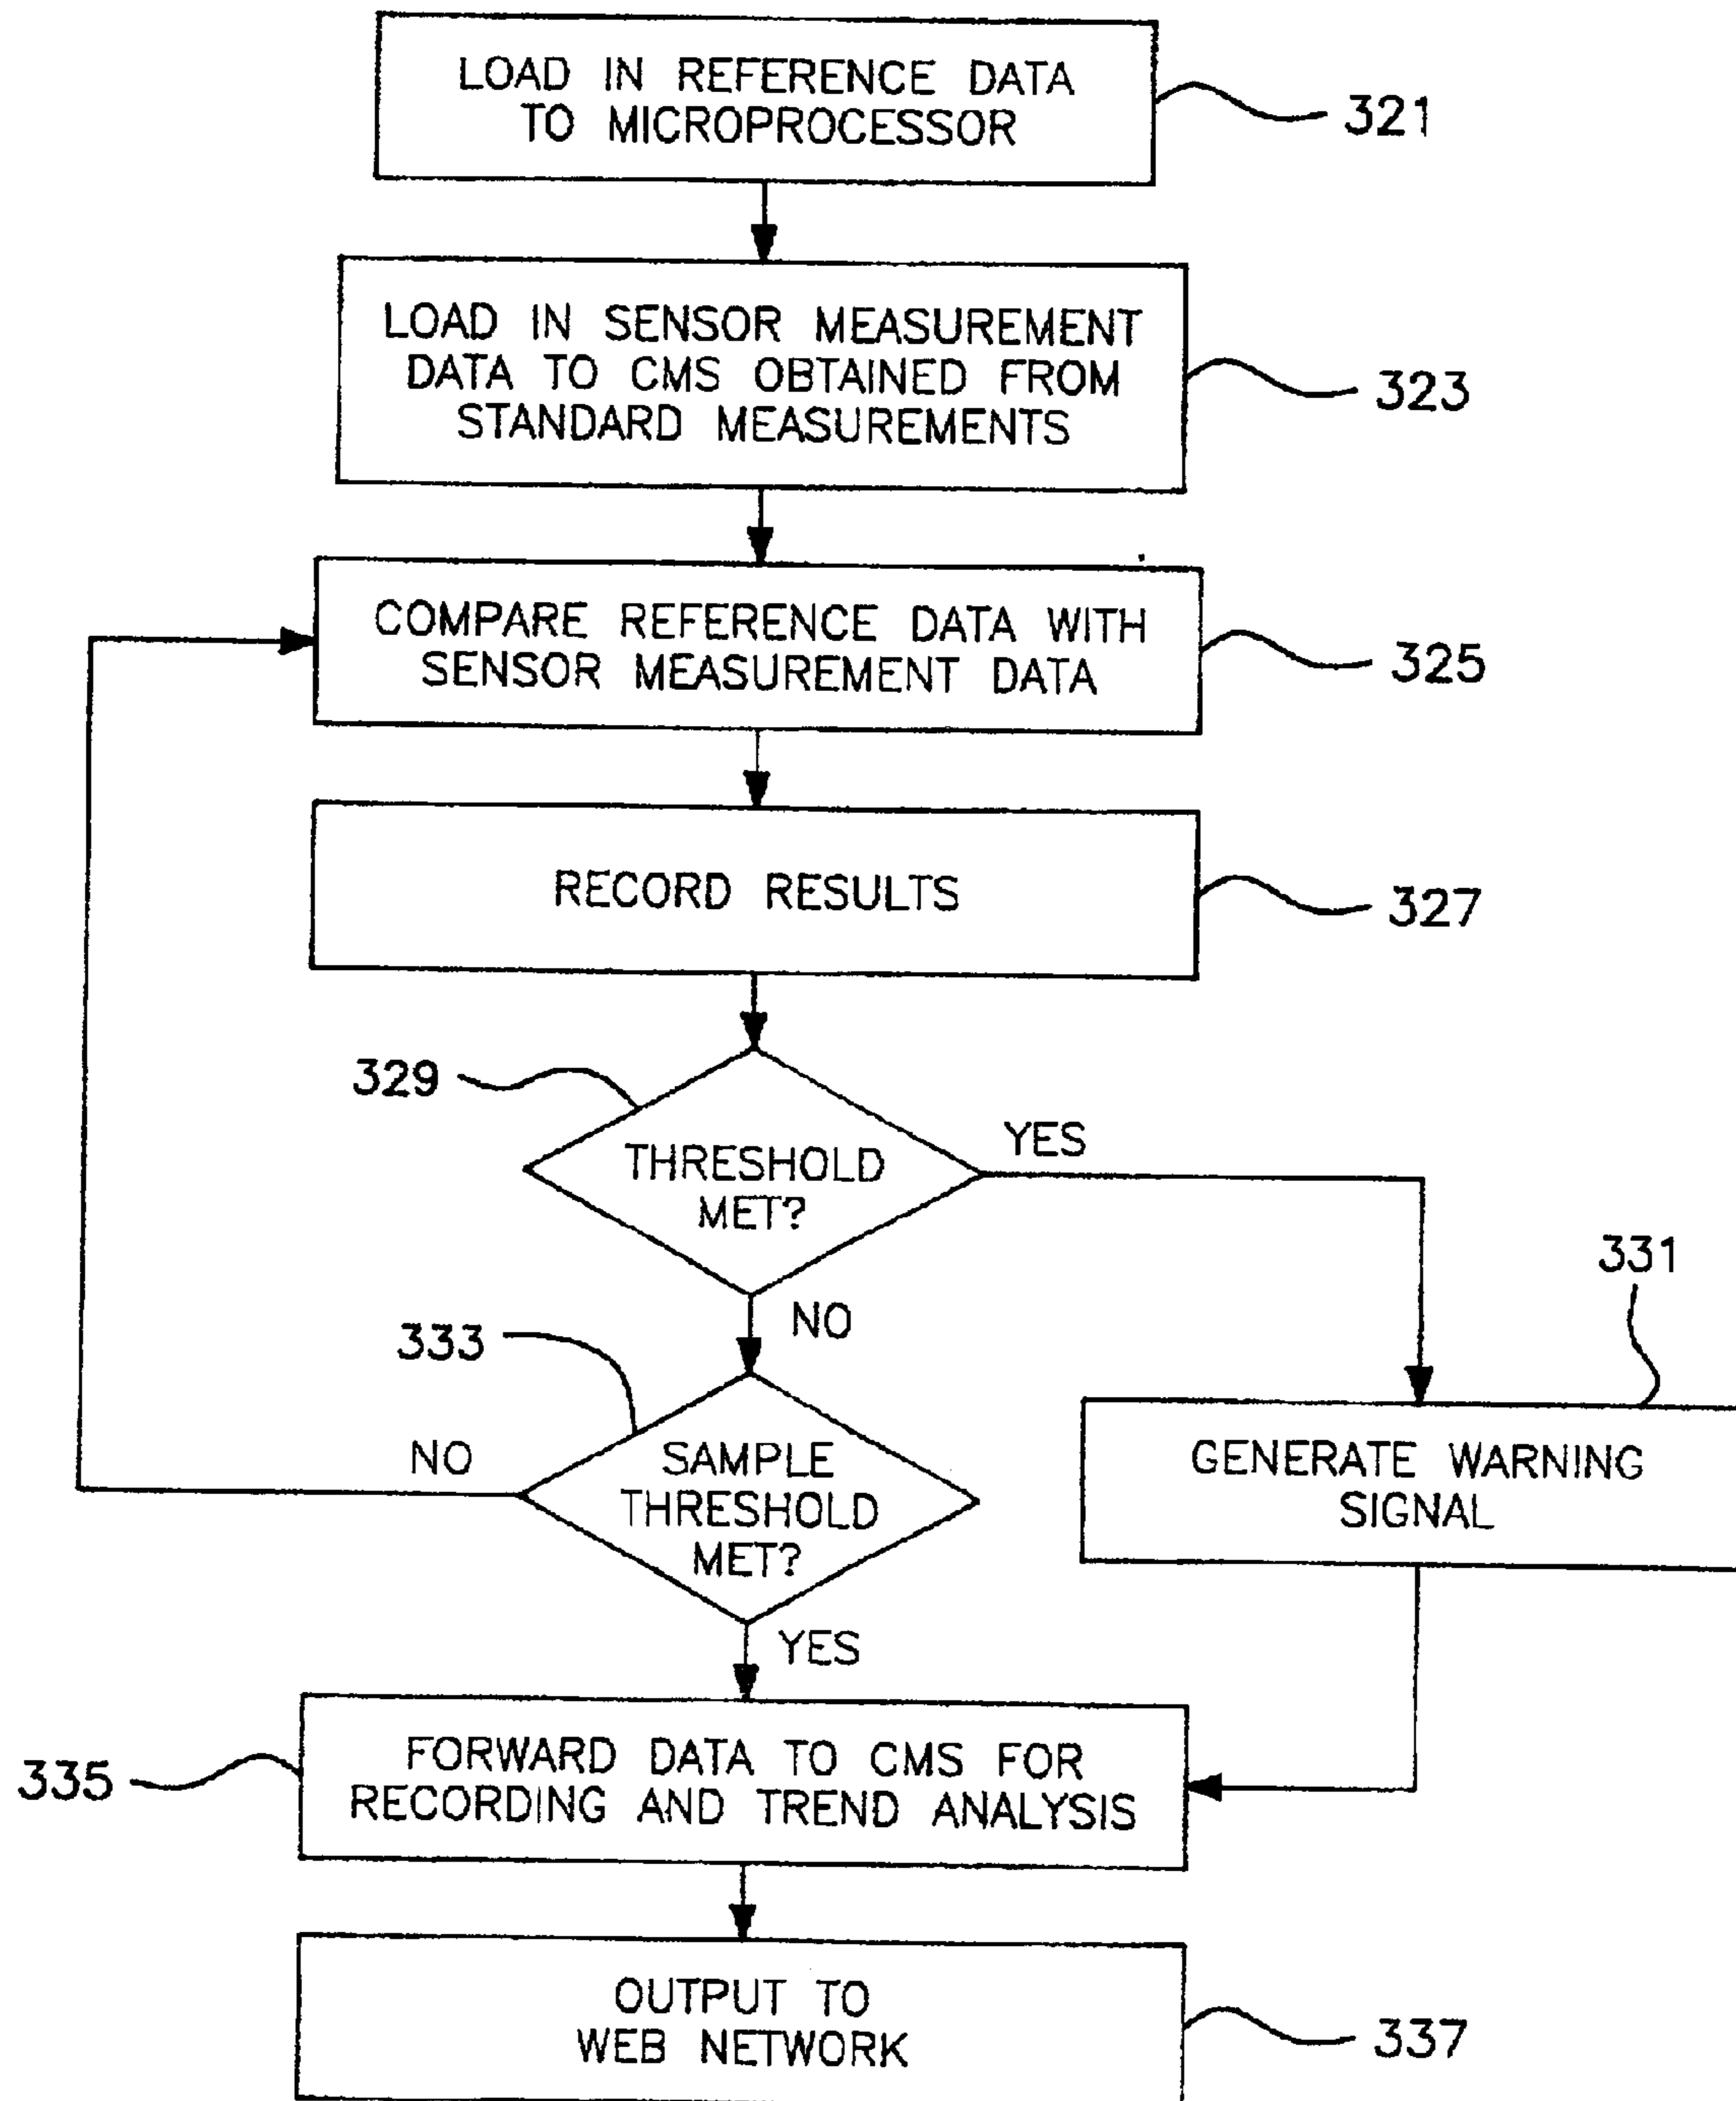 LOAD IN REFERENCE DATA
TO MICROPROCESSOR
321
LOAD IN SENSOR MEASUREMENT
DATA TO CMS OBTAINED FROM
STANDARD MEASUREMENTS
323
COMPARE REFERENCE DATA WITH
SENSOR MEASUREMENT DATA
325
RECORD RESULTS
327
329
THRESHOLD
MET?
YES
NO
331
GENERATE WARNING
SIGNAL
333
SAMPLE
THRESHOLD
MET?
NO
YES
335
FORWARD DATA TO CMS FOR
RECORDING AND TREND ANALYSIS
OUTPUT TO
WEB NETWORK
337